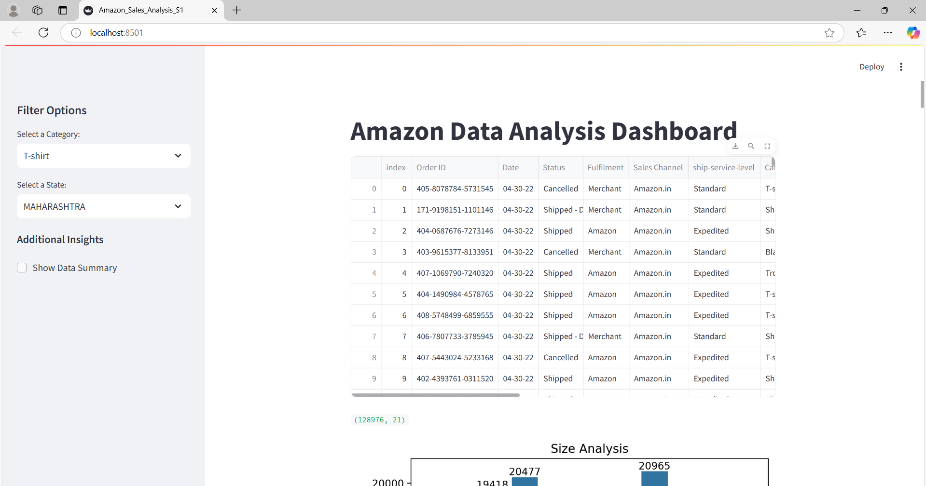 Amazon_Sales_Analysis_S1
localhost:8501
Deploy
Filter Options
Select a Category:
T-shirt
Select a State:
MAHARASHTRA
Additional Insights
Show Data Summary
Amazon Data Analysis Dashboard
index Order ID Date Status Fulfilment Sales Channel ship-service-level Ca
0 0 405-8078784-5731545 04-30-22 Cancelled Merchant Amazon.in Standard T-s
1 1 171-9198151-1101146 04-30-22 Shipped - D Merchant Amazon.in Standard Sh
2 2 404-0687676-7273146 04-30-22 Shipped Amazon Amazon.in Expedited Sh
3 3 403-9615377-8133951 04-30-22 Cancelled Merchant Amazon.in Standard Bla
4 4 407-1069790-7240320 04-30-22 Shipped Amazon Amazon.in Expedited Tro
5 5 404-1490984-4578765 04-30-22 Shipped Amazon Amazon.in Expedited T-s
6 6 408-5748499-6859555 04-30-22 Shipped Amazon Amazon.in Expedited T-s
7 7 406-7807733-3785945 04-30-22 Shipped - D Merchant Amazon.in Standard Sh
8 8 407-5443024-5233168 04-30-22 Cancelled Amazon Amazon.in Expedited T-s
9 9 402-4393761-0311520 04-30-22 Shipped Amazon Amazon.in Expedited Sh
(128976, 21)
Size Analysis
20965
20477
19418
20000